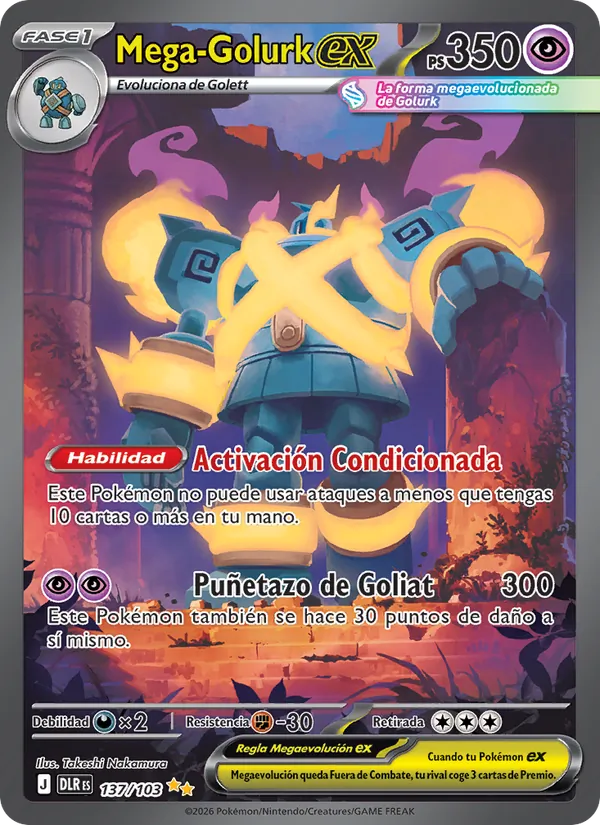 FASE 1
Mega-Golurk ex
PS 350
Evoluciona de Golett
La forma megaevolucionada
de Golurk
Habilidad Activación Condicionada
Este Pokémon no puede usar ataques a menos que tengas
10 cartas o más en tu mano.
Puñetazo de Goliat 300
Este Pokémon también se hace 30 puntos de daño a
sí mismo.
Debilidad ×2 Resistencia -30 Retirada
Ilus. Takeshi Nakamura
J DLR ES 137/103
Regla Megaevolución ex
Cuando tu Pokémon ex
Megaevolución queda Fuera de Combate, tu rival coge 3 cartas de Premio.
©2026 Pokémon/Nintendo/Creatures/GAME FREAK